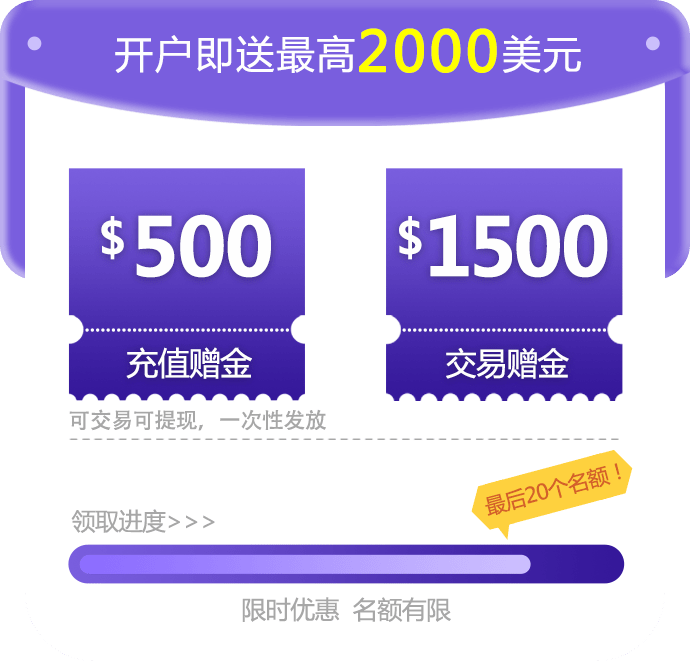 开户即送最高2000美元
$500
$1500
充值赠金
交易赠金
可交易可提现，一次性发放
最后20个名额！
领取进度>>>
限时优惠 名额有限